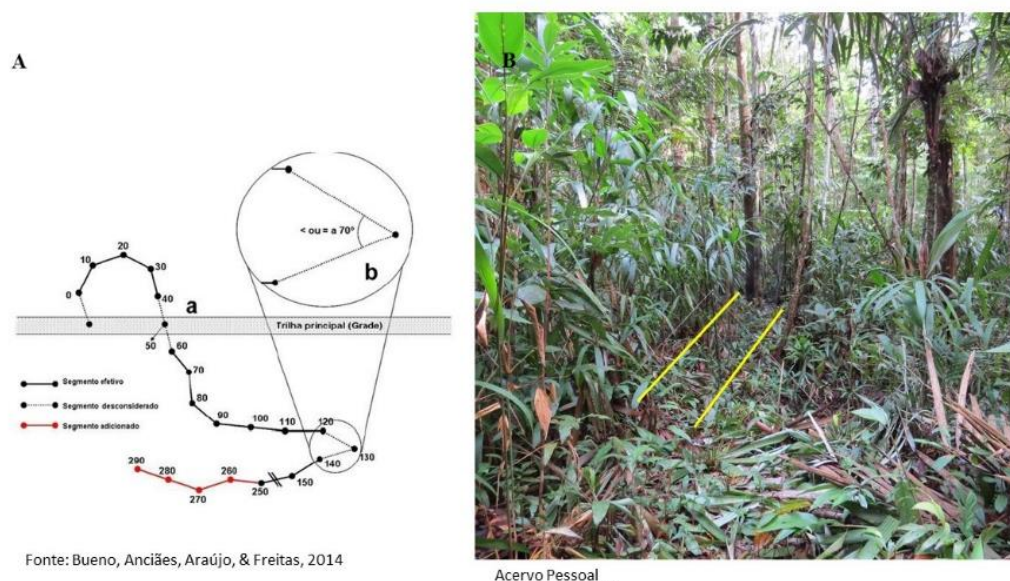 A
B
< ou = a 70º
b
20
10
30
0
40
a
Trilha principal (Grade)
50
60
70
Segmento efetivo
80
Segmento desconsiderado
90
100
110
120
Segmento adicionado
130
140
290
280
260
150
250
270
Fonte: Bueno, Anciães, Araújo, & Freitas, 2014
Acervo Pessoal